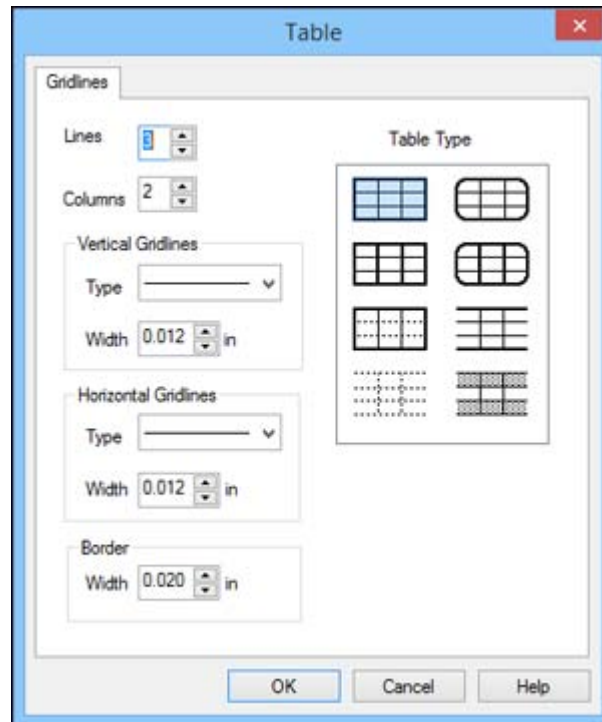 Table
Gridlines
Lines 3
Columns 2
Vertical Gridlines
Type
Width 0.012 in
Horizontal Gridlines
Type
Width 0.012 in
Border
Width 0.020 in
Table Type
OK Cancel Help